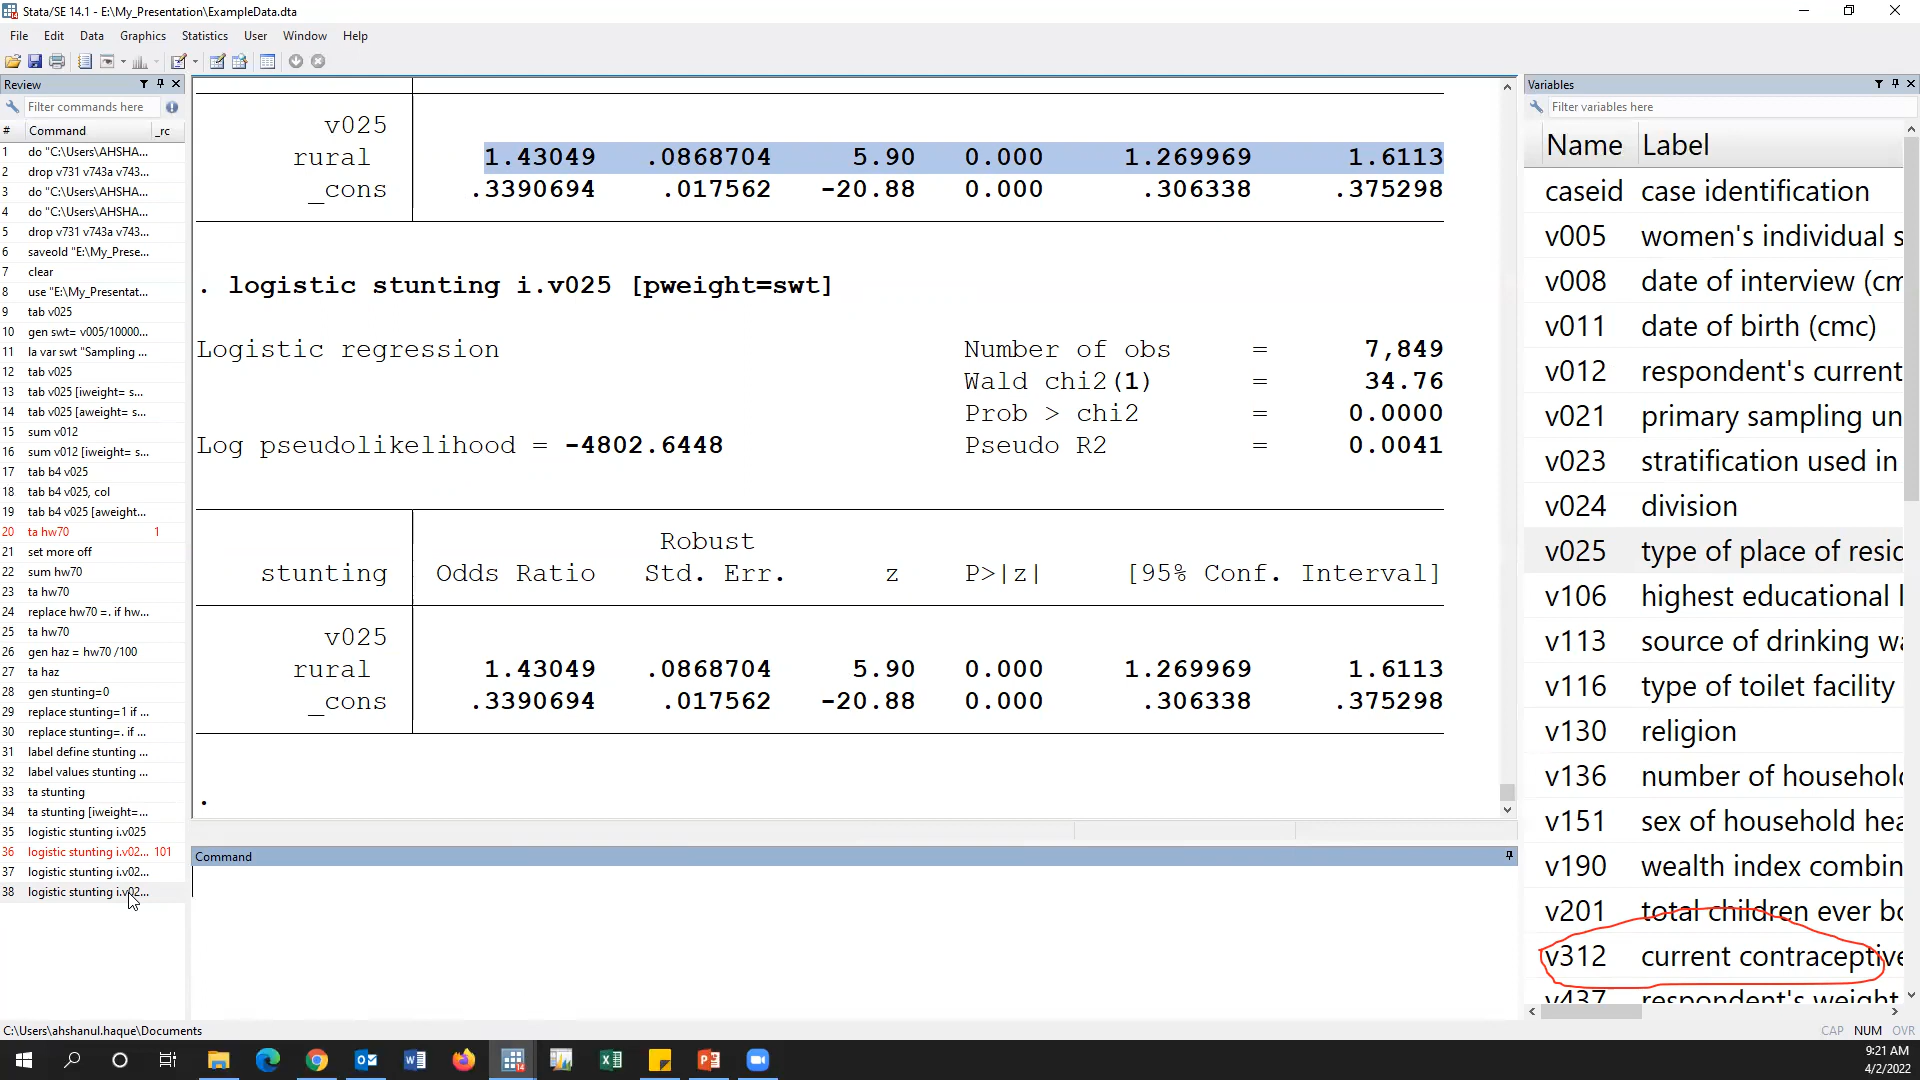 Stata/SE 14.1 - E:\My_Presentation\ExampleData.dta
File Edit Data Graphics Statistics User Window Help
Review
Filter commands here
# Command _rc
1 do "C:\Users\AHSHA...
2 drop v731 v743a v743...
3 do "C:\Users\AHSHA...
4 do "C:\Users\AHSHA...
5 drop v731 v743a v743...
6 saveold "E:\My_Prese...
7 clear
8 use "E:\My_Presentat...
9 tab v025
10 gen swt= v005/10000...
11 la var swt "Sampling ...
12 tab v025
13 tab v025 [iweight= s...
14 tab v025 [aweight= s...
15 sum v012
16 sum v012 [iweight= s...
17 tab b4 v025
18 tab b4 v025, col
19 tab b4 v025 [aweight...
20 ta hw70 1
21 set more off
22 sum hw70
23 ta hw70
24 replace hw70 =. if hw...
25 ta hw70
26 gen haz = hw70 /100
27 ta haz
28 gen stunting=0
29 replace stunting=1 if ...
30 replace stunting=. if ...
31 label define stunting ...
32 label values stunting ...
33 ta stunting
34 ta stunting [iweight=...
35 logistic stunting i.v025
36 logistic stunting i.v02... 101
37 logistic stunting i.v02...
38 logistic stunting i.v02...
v025
rural 1.43049 .0868704 5.90 0.000 1.269969 1.6113
_cons .3390694 .017562 -20.88 0.000 .306338 .375298
. logistic stunting i.v025 [pweight=swt]
Logistic regression Number of obs = 7,849
Wald chi2(1) = 34.76
Prob > chi2 = 0.0000
Log pseudolikelihood = -4802.6448 Pseudo R2 = 0.0041
Robust
stunting Odds Ratio Std. Err. z P>|z| [95% Conf. Interval]
v025
rural 1.43049 .0868704 5.90 0.000 1.269969 1.6113
_cons .3390694 .017562 -20.88 0.000 .306338 .375298
.
Command
Variables
Filter variables here
Name Label
caseid case identification
v005 women's individual s
v008 date of interview (cm
v011 date of birth (cmc)
v012 respondent's current
v021 primary sampling un
v023 stratification used in
v024 division
v025 type of place of resid
v106 highest educational l
v113 source of drinking wa
v116 type of toilet facility
v130 religion
v136 number of househol
v151 sex of household hea
v190 wealth index combin
v201 total children ever bo
v312 current contraceptive
v437 respondent's weight
C:\Users\ahshanul.haque\Documents
CAP NUM OVR
9:21 AM
4/2/2022